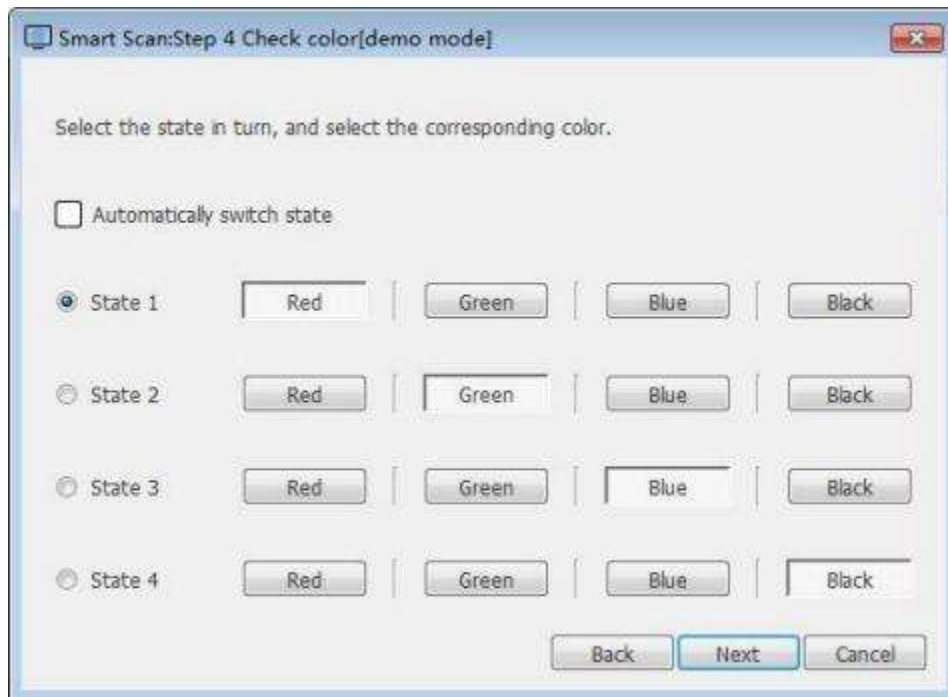 Smart Scan:Step 4 Check color[demo mode]
Select the state in turn, and select the corresponding color.
Automatically switch state
State 1 Red Green Blue Black
State 2 Red Green Blue Black
State 3 Red Green Blue Black
State 4 Red Green Blue Black
Back Next Cancel